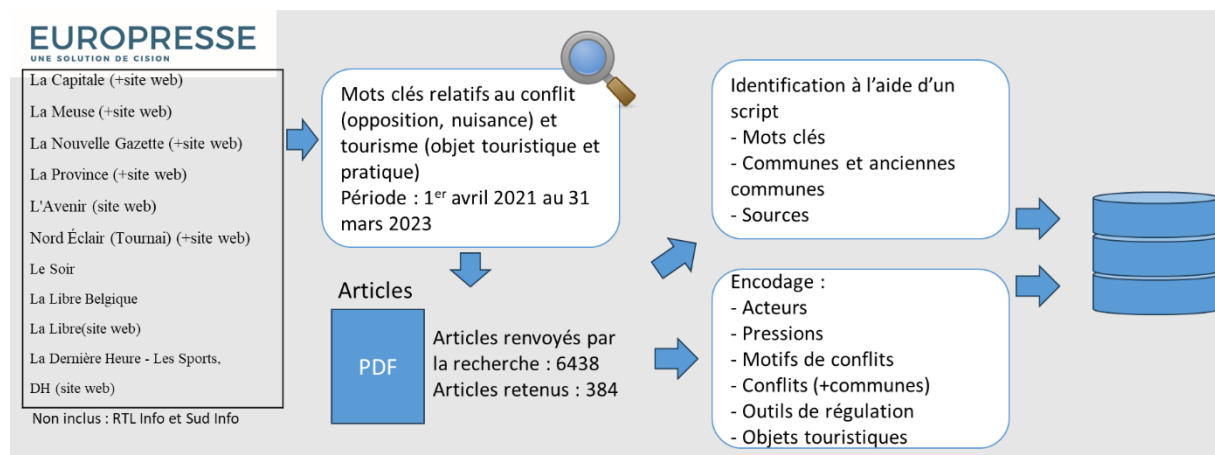 EUROPRESSE
UNE SOLUTION DE CISION
La Capitale (+site web)
La Meuse (+site web)
La Nouvelle Gazette (+site web)
La Province (+site web)
L'Avenir (site web)
Nord Éclair (Tournai) (+site web)
Le Soir
La Libre Belgique
La Libre(site web)
La Dernière Heure - Les Sports,
DH (site web)
Non inclus : RTL Info et Sud Info
Mots clés relatifs au conflit
(opposition, nuisance) et
tourisme (objet touristique et
pratique)
Période : 1er avril 2021 au 31
mars 2023
Articles
PDF
Articles renvoyés par
la recherche : 6438
Articles retenus : 384
Identification à l’aide d’un
script
- Mots clés
- Communes et anciennes
communes
- Sources
Encodage :
- Acteurs
- Pressions
- Motifs de conflits
- Conflits (+communes)
- Outils de régulation
- Objets touristiques